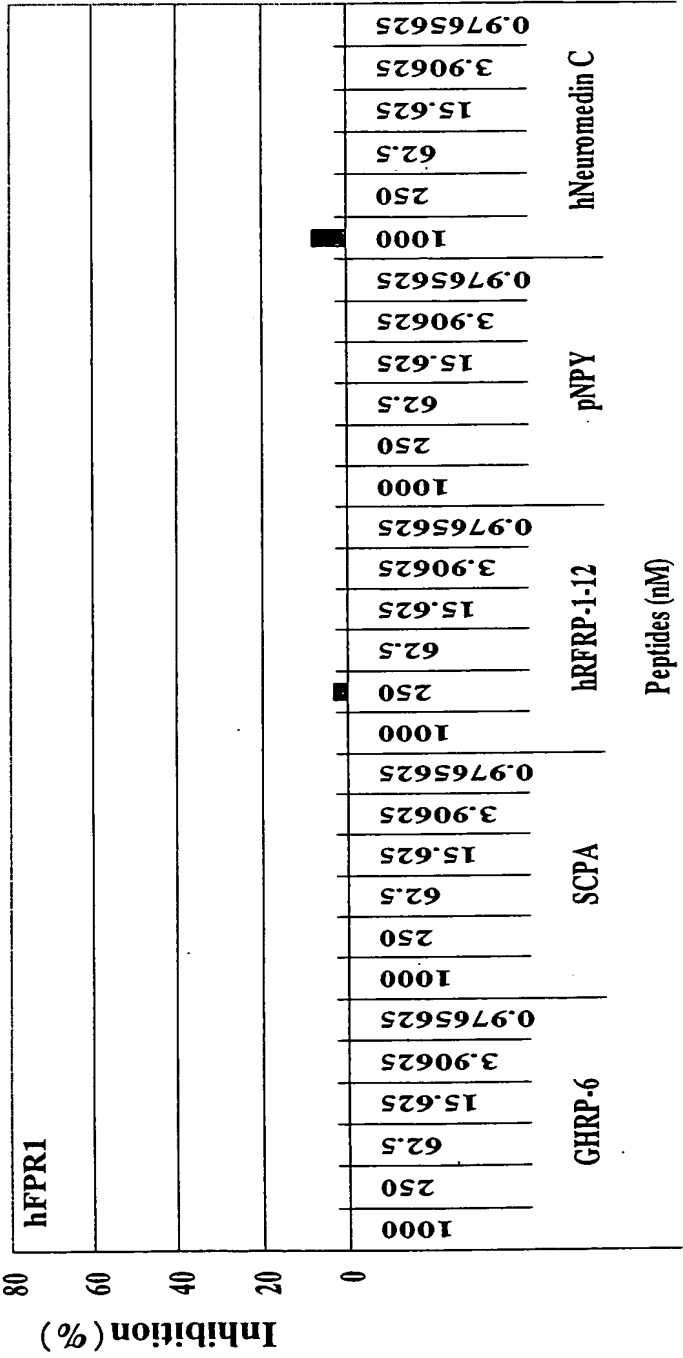 hFPR1
80
60
40
20
0
Inhibition (%)
1000 250 62.5 15.625 3.90625 0.9765625 1000 250 62.5 15.625 3.90625 0.9765625 1000 250 62.5 15.625 3.90625 0.9765625 1000 250 62.5 15.625 3.90625 0.9765625 1000 250 62.5 15.625 3.90625 0.9765625
GHRP-6 SCPA hRFRP-1-12 pNPY hNeuromedin C
Peptides (nM)